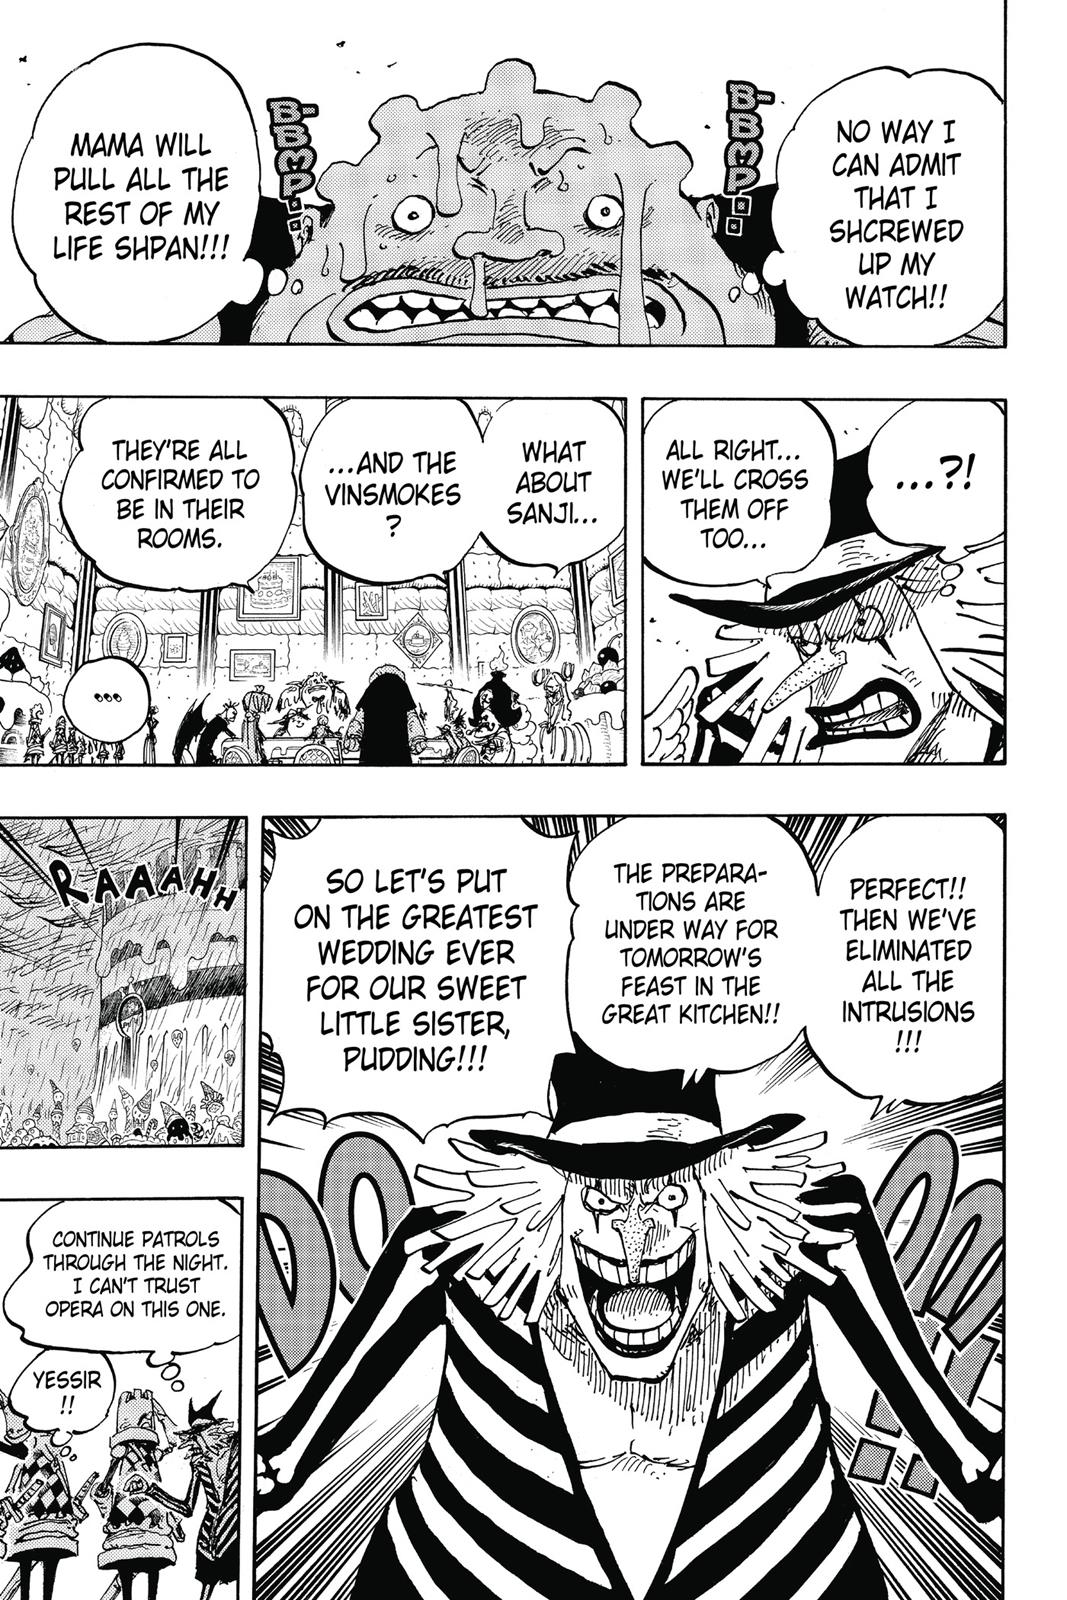 NO WAY I
CAN ADMIT
THAT I
SHCREWED
UP MY
WATCH!!
B-
BBMP..
B-
BBMP..
MAMA WILL
PULL ALL THE
REST OF MY
LIFE SHPAN!!!
...?!
ALL RIGHT...
WE'LL CROSS
THEM OFF
TOO...
WHAT
ABOUT
SANJI...
...AND THE
VINSMOKES
?
THEY'RE ALL
CONFIRMED TO
BE IN THEIR
ROOMS.
....
PERFECT!!
THEN WE'VE
ELIMINATED
ALL THE
INTRUSIONS
!!!
THE PREPARA-
TIONS ARE
UNDER WAY FOR
TOMORROW'S
FEAST IN THE
GREAT KITCHEN!!
SO LET'S PUT
ON THE GREATEST
WEDDING EVER
FOR OUR SWEET
LITTLE SISTER,
PUDDING!!!
RAAAAHH
CONTINUE PATROLS
THROUGH THE NIGHT.
I CAN'T TRUST
OPERA ON THIS ONE.
YESSIR
!!